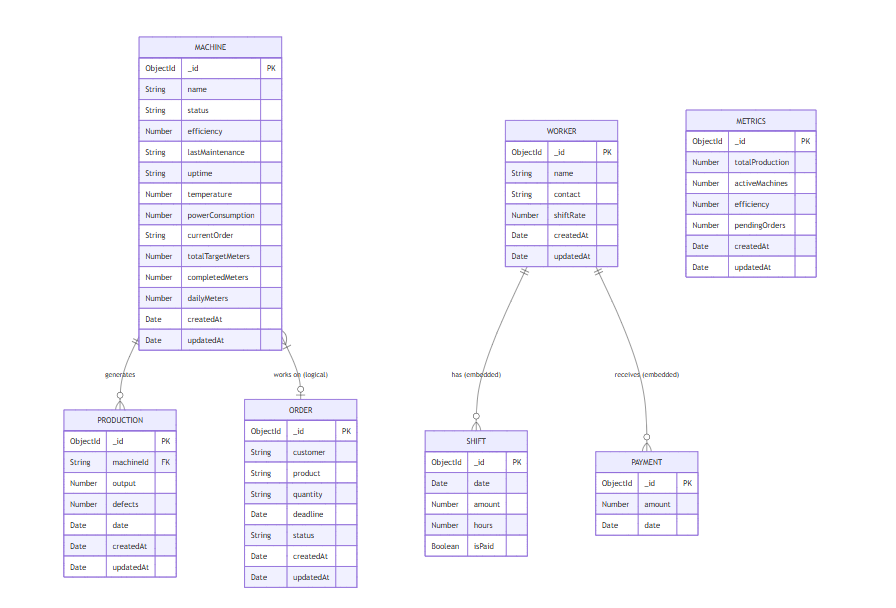 MACHINE
ObjectId _id PK
String name
String status
Number efficiency
String lastMaintenance
String uptime
Number temperature
Number powerConsumption
String currentOrder
Number totalTargetMeters
Number completedMeters
Number dailyMeters
Date createdAt
Date updatedAt
WORKER
ObjectId _id PK
String name
String contact
Number shiftRate
Date createdAt
Date updatedAt
METRICS
ObjectId _id PK
Number totalProduction
Number activeMachines
Number efficiency
Number pendingOrders
Date createdAt
Date updatedAt
generates
works on (logical)
has (embedded)
receives (embedded)
PRODUCTION
ObjectId _id PK
String machineId FK
Number output
Number defects
Date date
Date createdAt
Date updatedAt
ORDER
ObjectId _id PK
String customer
String product
String quantity
Date deadline
String status
Date createdAt
Date updatedAt
SHIFT
ObjectId _id PK
Date date
Number amount
Number hours
Boolean isPaid
PAYMENT
ObjectId _id PK
Number amount
Date date